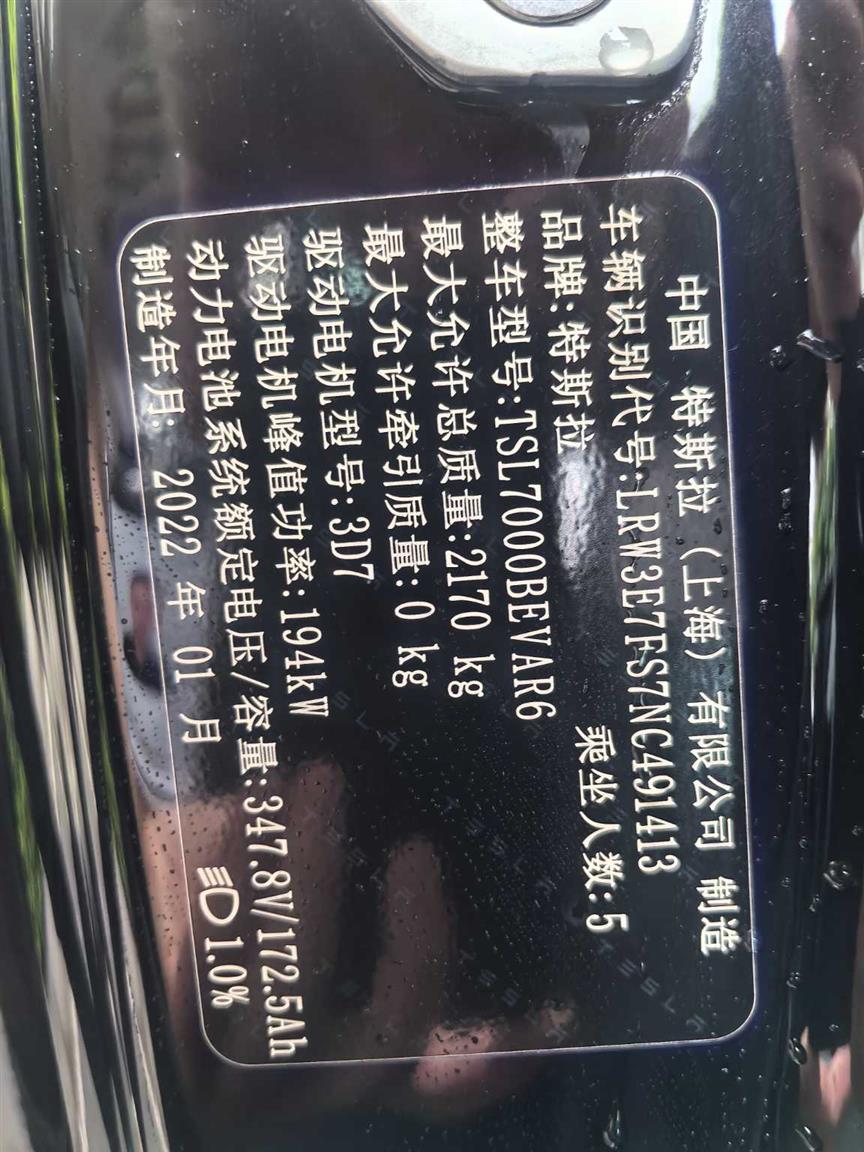 中国 特斯拉（上海）有限公司 制造
车辆识别代号:LRW3E7FS7NC491413
品牌:特斯拉 乘坐人数:5
整车型号:TSL7000BEVAR6
最大允许总质量:2170 kg
最大允许牵引质量:0 kg
驱动电机型号:3D7
驱动电机峰值功率:194kW
动力电池系统额定电压/容量:347.8V/172.5Ah
制造年月: 2022 年 01 月 1.0%